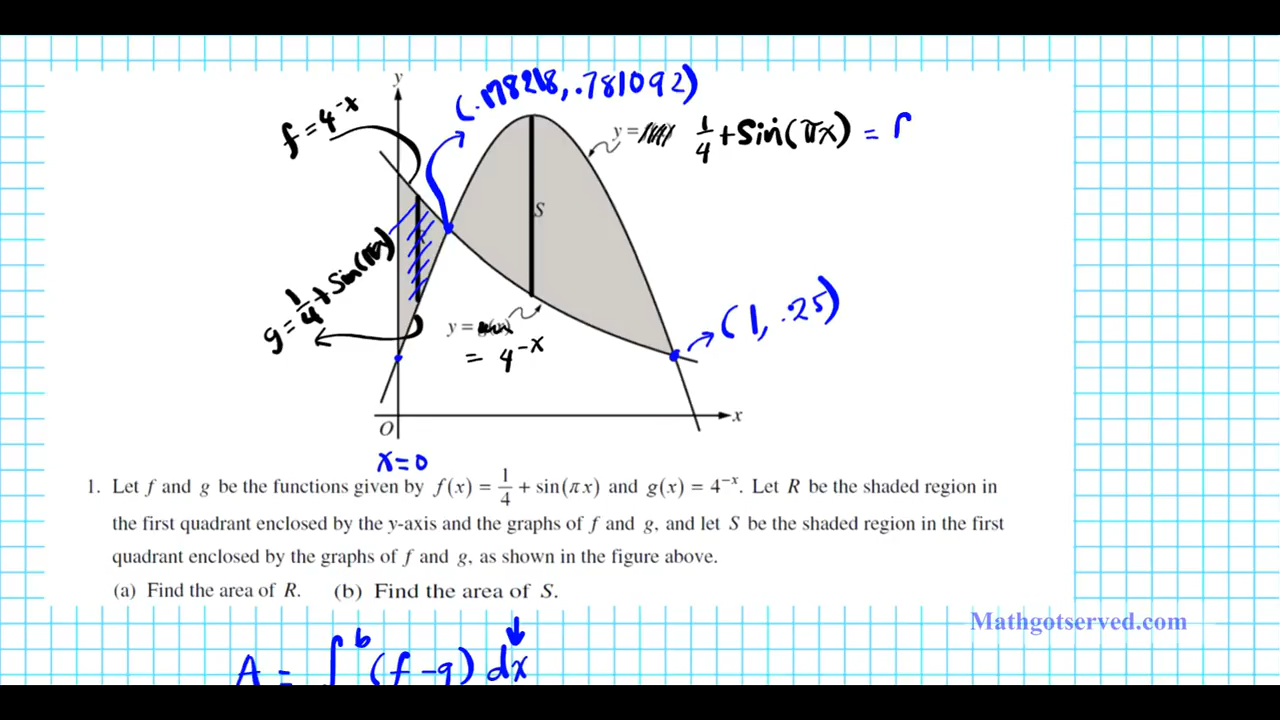 y
(.178218, .781092)
f = 4^-x
y = 1/4 + Sin(πx) = f
S
g = 1/4 + Sin(πx)
(1, .25)
y =
= 4^-x
O
x
x=0
1. Let f and g be the functions given by f(x) = 1/4 + sin(πx) and g(x) = 4^-x. Let R be the shaded region in
the first quadrant enclosed by the y-axis and the graphs of f and g, and let S be the shaded region in the first
quadrant enclosed by the graphs of f and g, as shown in the figure above.
(a) Find the area of R. (b) Find the area of S.
Mathgotserved.com
A = ∫^b (f - g) dx